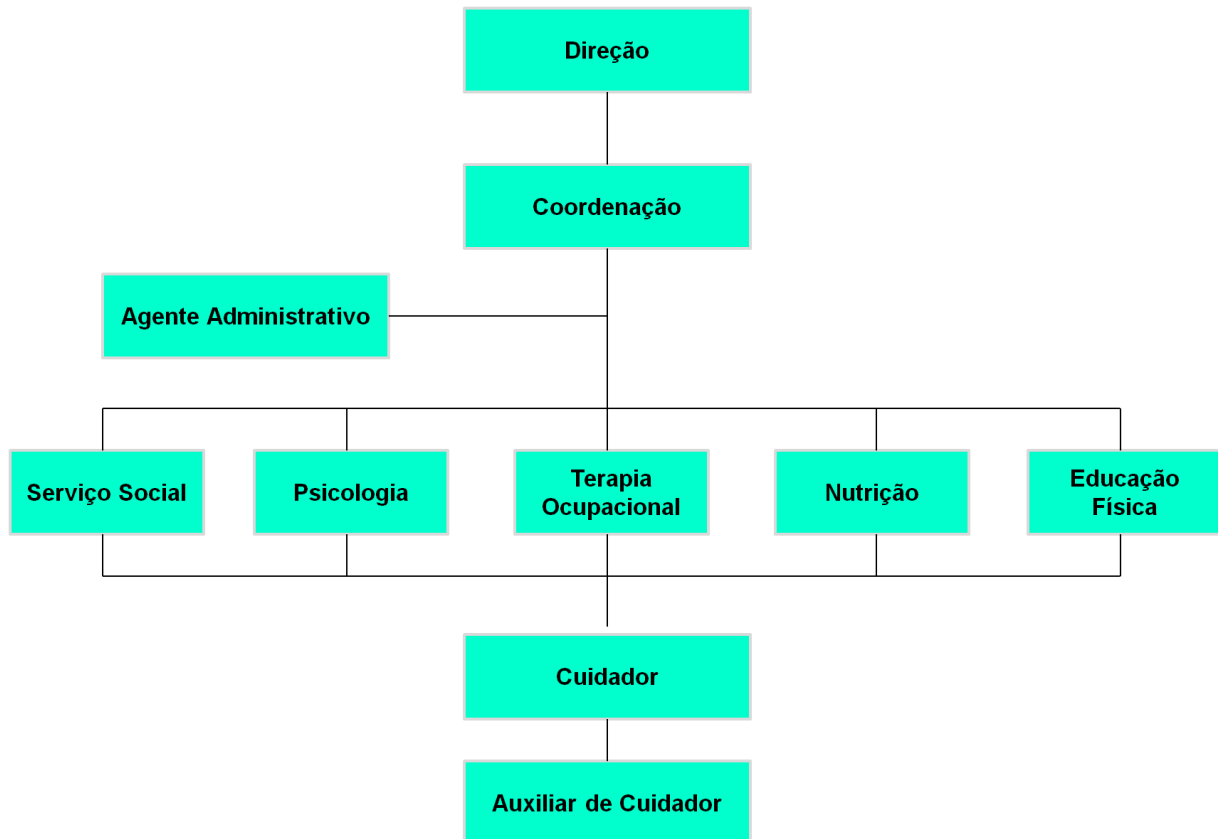 Direção
Coordenação
Agente Administrativo
Serviço Social
Psicologia
Terapia
Ocupacional
Nutrição
Educação
Física
Cuidador
Auxiliar de Cuidador